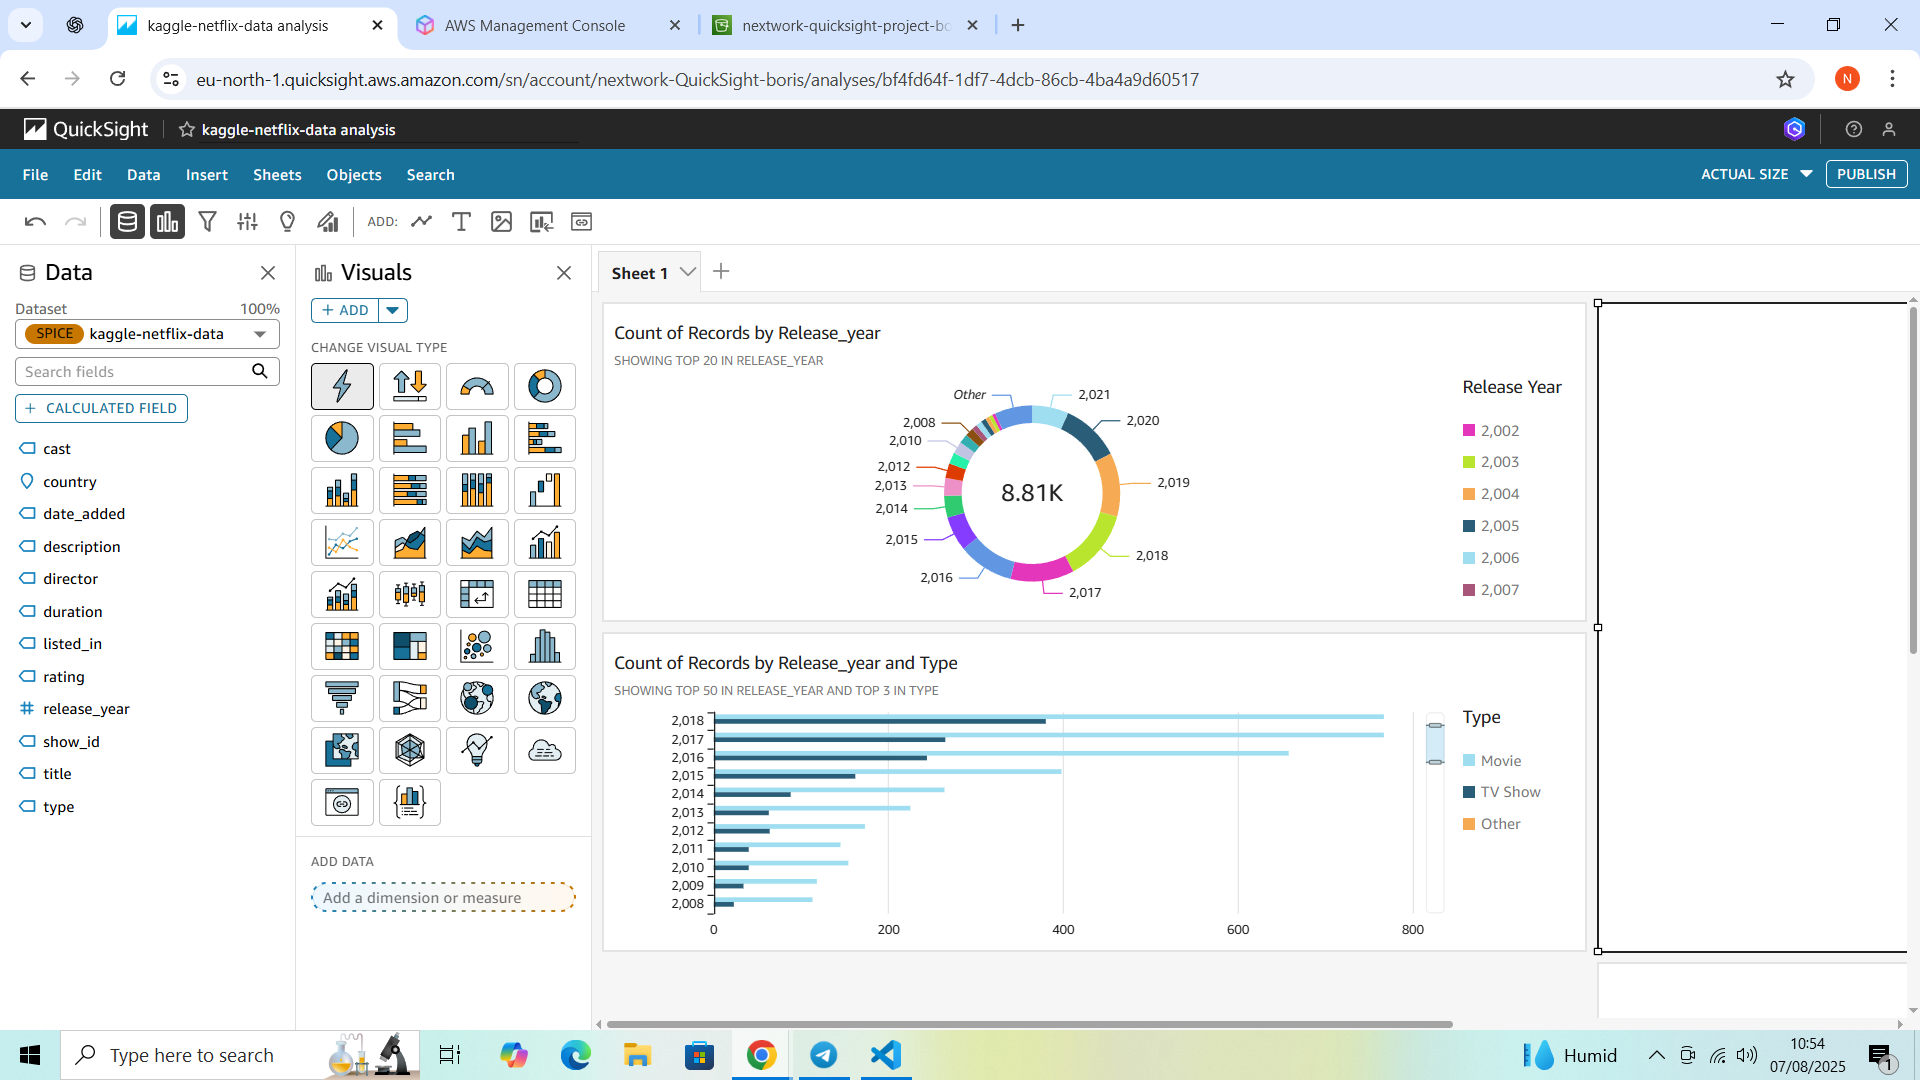 kaggle-netflix-data analysis
AWS Management Console
nextwork-quicksight-project-bo
eu-north-1.quicksight.aws.amazon.com/sn/account/nextwork-QuickSight-boris/analyses/bf4fd64f-1df7-4dcb-86cb-4ba4a9d60517
N
QuickSight
kaggle-netflix-data analysis
File
Edit
Data
Insert
Sheets
Objects
Search
ACTUAL SIZE
PUBLISH
ADD:
Data
Dataset
100%
SPICE
kaggle-netflix-data
Search fields
+ CALCULATED FIELD
cast
country
date_added
description
director
duration
listed_in
rating
release_year
show_id
title
type
Visuals
+ ADD
CHANGE VISUAL TYPE
ADD DATA
Add a dimension or measure
Sheet 1
Count of Records by Release_year
SHOWING TOP 20 IN RELEASE_YEAR
Other
2,021
2,020
2,019
2,018
2,017
2,016
2,015
2,014
2,013
2,012
2,010
2,008
8.81K
Release Year
2,002
2,003
2,004
2,005
2,006
2,007
Count of Records by Release_year and Type
SHOWING TOP 50 IN RELEASE_YEAR AND TOP 3 IN TYPE
2,018
2,017
2,016
2,015
2,014
2,013
2,012
2,011
2,010
2,009
2,008
0
200
400
600
800
Type
Movie
TV Show
Other
Type here to search
Humid
10:54
07/08/2025
1